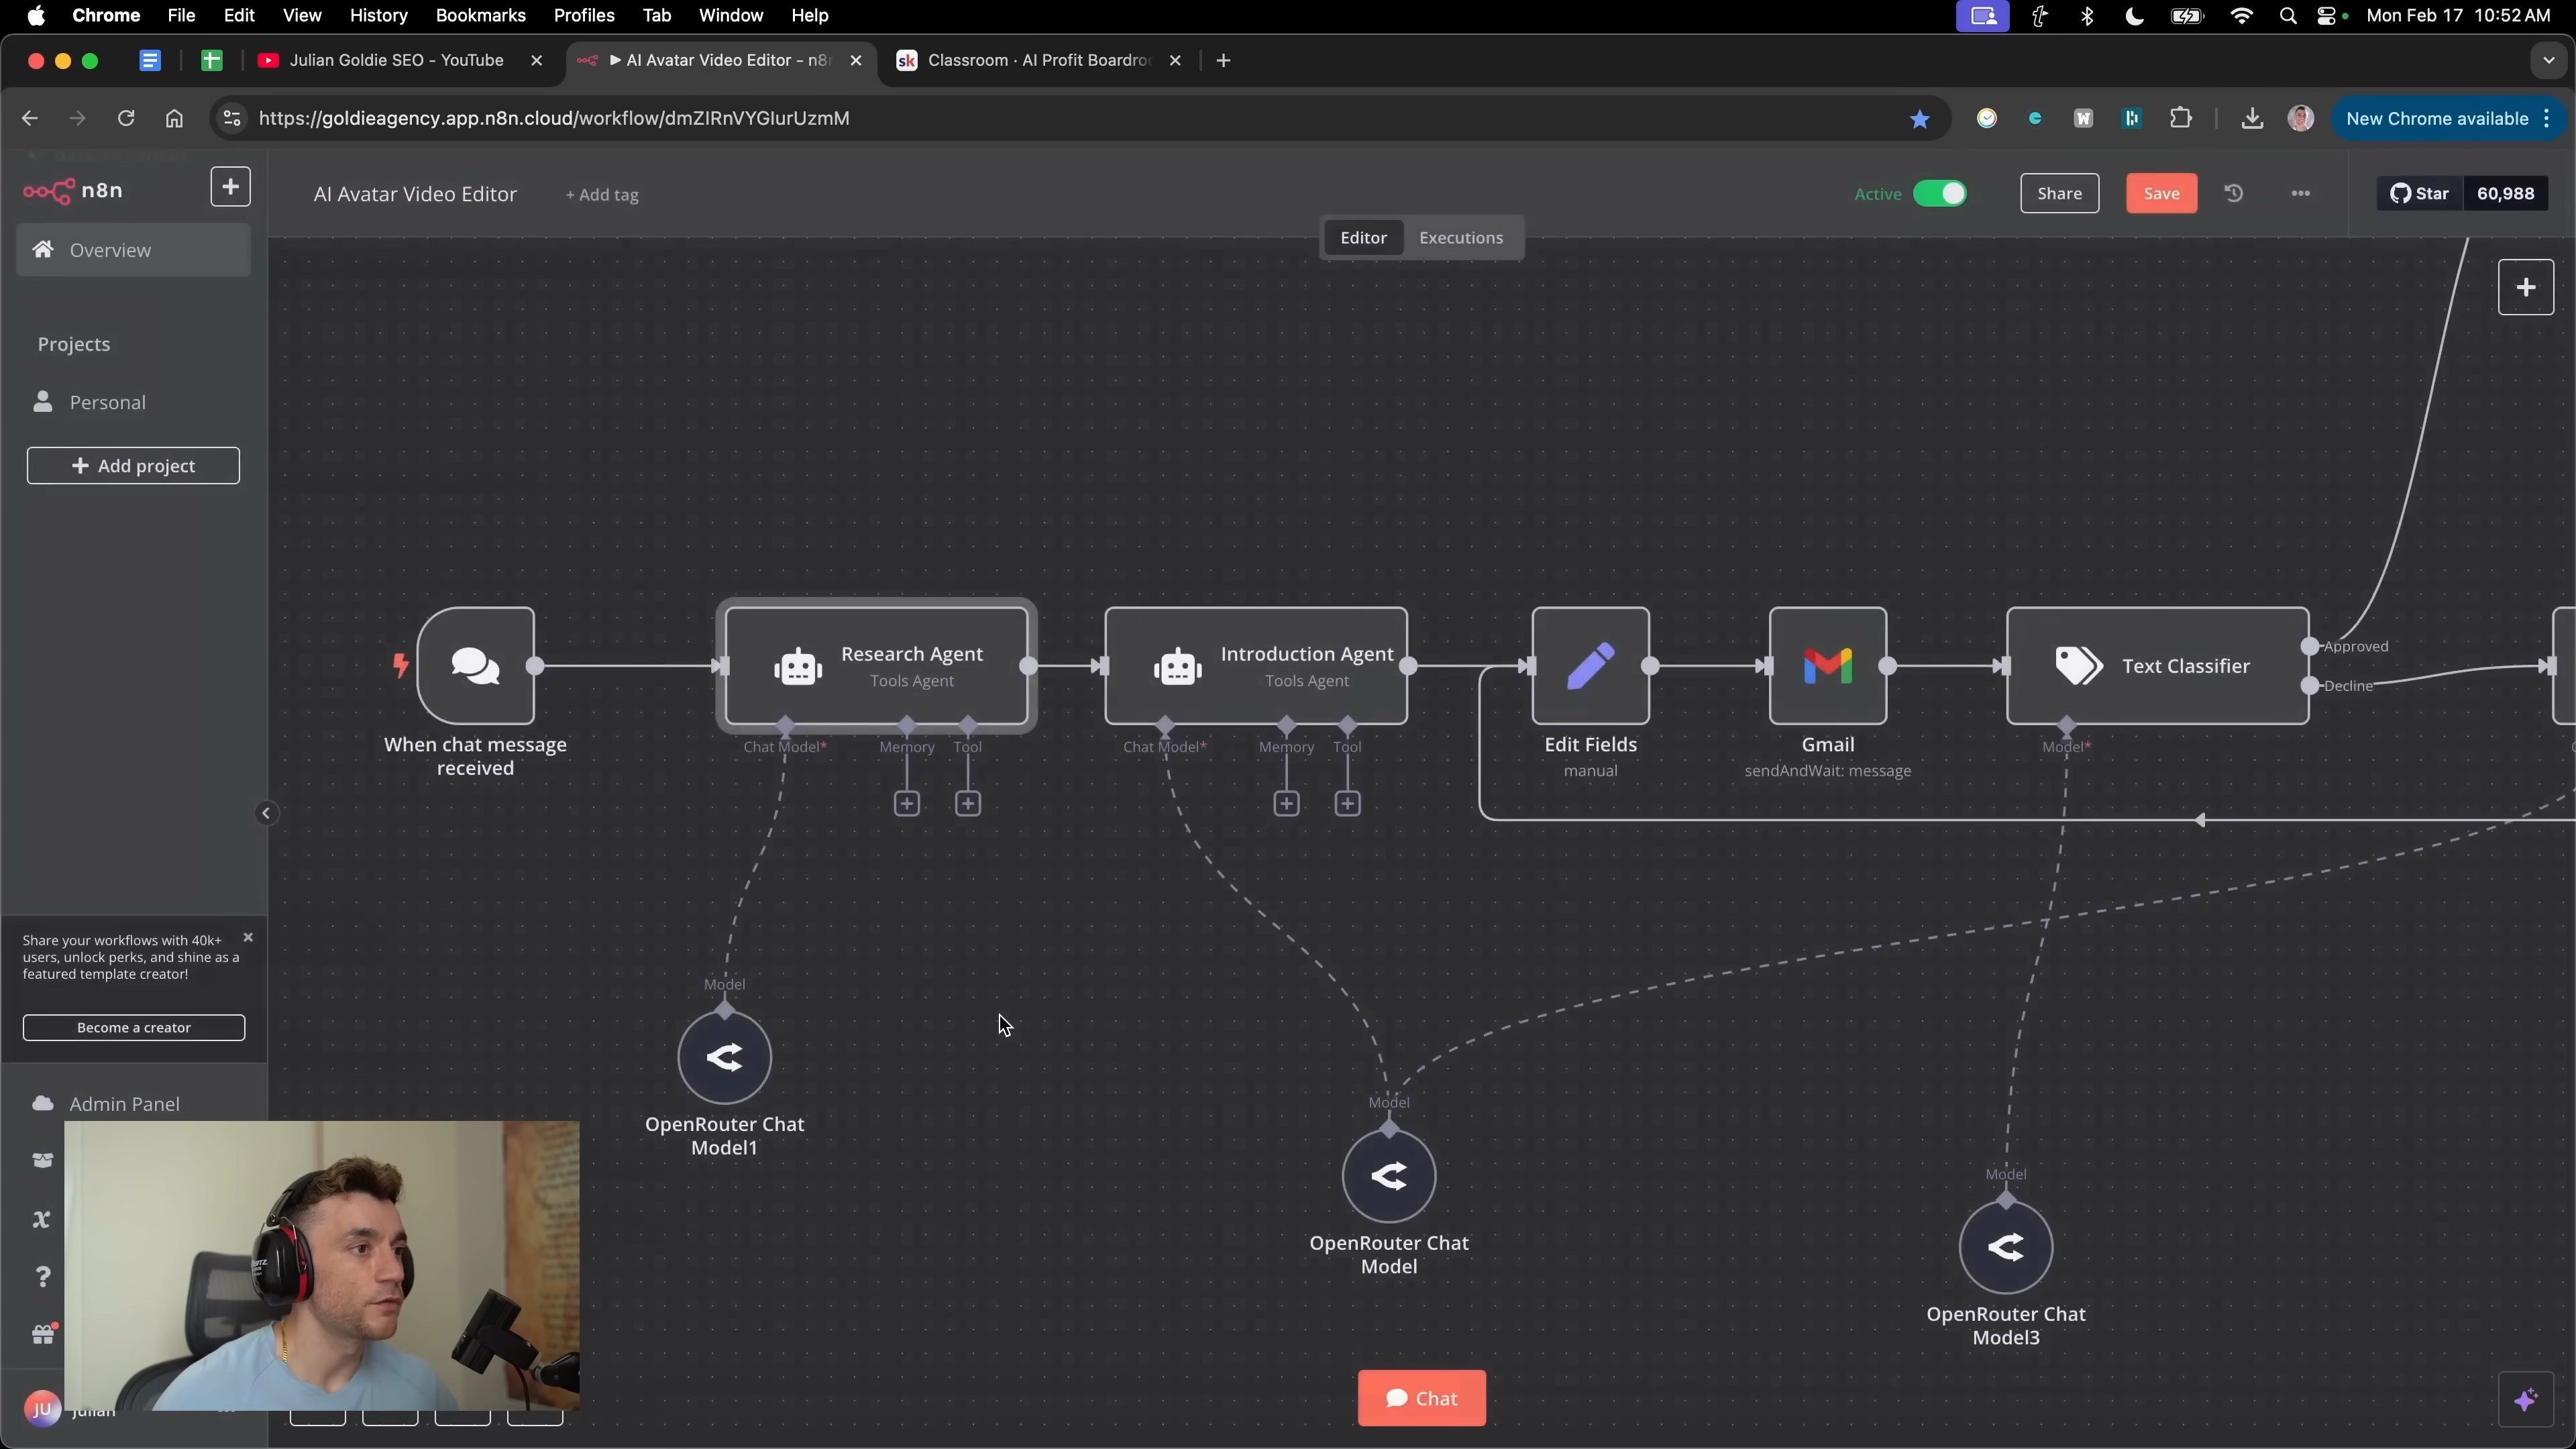 Chrome File Edit View History Bookmarks Profiles Tab Window Help Mon Feb 17 10:52 AM
Julian Goldie SEO - YouTube AI Avatar Video Editor - n8 Classroom · AI Profit Boardro
https://goldieagency.app.n8n.cloud/workflow/dmZIRnVYGIurUzmM New Chrome available
n8n AI Avatar Video Editor + Add tag Active Share Save ... Star 60,988
Editor Executions
Overview
Projects
Personal
+ Add project
Research Agent
Tools Agent
Introduction Agent
Tools Agent
Text Classifier
Approved
Decline
When chat message
received
Chat Model* Memory Tool
Chat Model* Memory Tool
Edit Fields
manual
Gmail
sendAndWait: message
Model*
Share your workflows with 40k+
users, unlock perks, and shine as a
featured template creator!
Become a creator
Model
OpenRouter Chat
Model1
Model
OpenRouter Chat
Model
Model
OpenRouter Chat
Model3
Admin Panel
JU
Chat